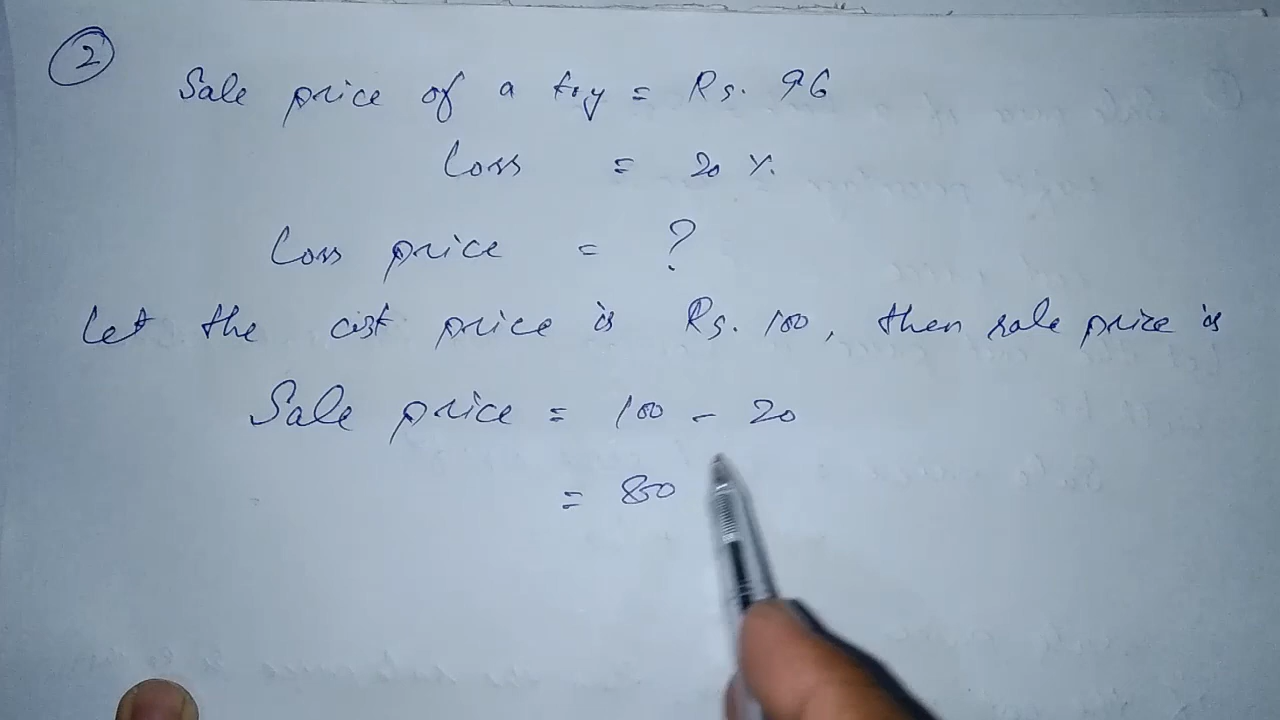 2
Sale price of a toy = Rs. 96
Loss = 20 %
Loss price = ?
Let the cost price is Rs. 100, then sale price is
Sale price = 100 - 20
= 80